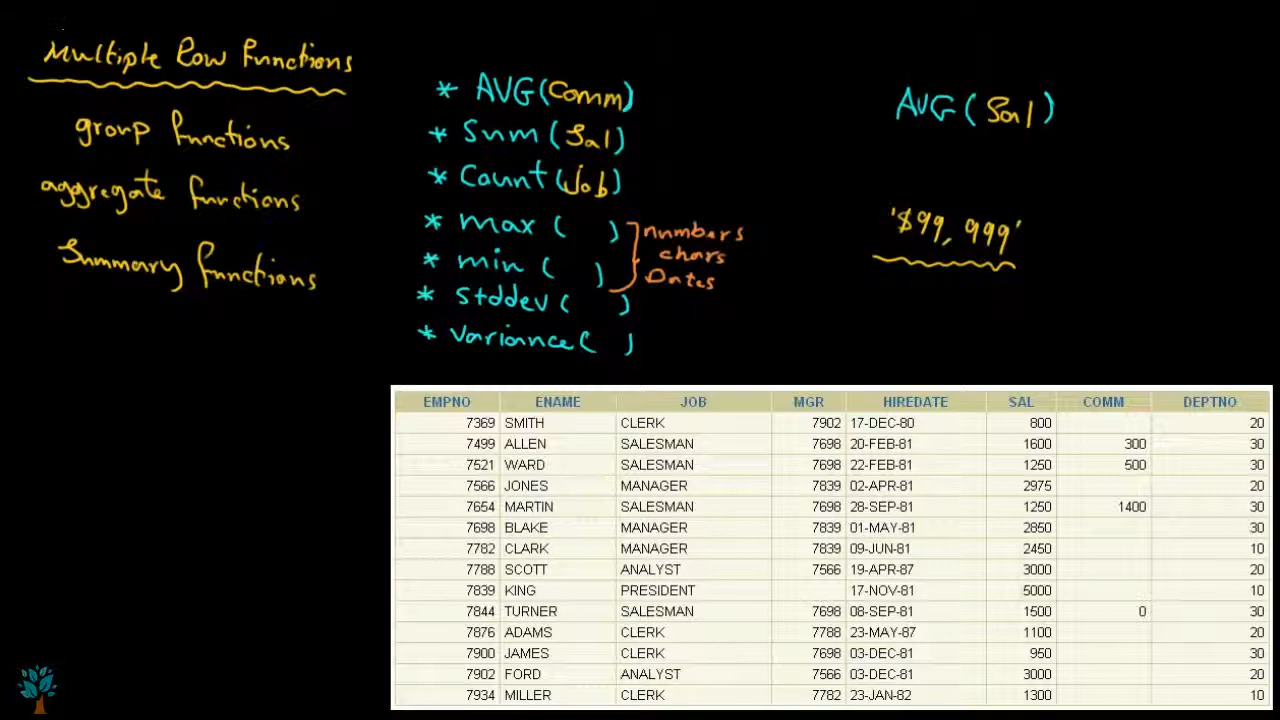 Multiple Row Functions
group functions
aggregate functions
Summary functions
* AVG(Comm)
* Sum(Sal)
* Count(Job)
* max( )
* min( )
numbers
chars
Dates
* stddev( )
* variance( )
AVG(Sal)
'$99,999'
EMPNO ENAME JOB MGR HIREDATE SAL COMM DEPTNO
7369 SMITH CLERK 7902 17-DEC-80 800 20
7499 ALLEN SALESMAN 7698 20-FEB-81 1600 300 30
7521 WARD SALESMAN 7698 22-FEB-81 1250 500 30
7566 JONES MANAGER 7839 02-APR-81 2975 20
7654 MARTIN SALESMAN 7698 28-SEP-81 1250 1400 30
7698 BLAKE MANAGER 7839 01-MAY-81 2850 30
7782 CLARK MANAGER 7839 09-JUN-81 2450 10
7788 SCOTT ANALYST 7566 19-APR-87 3000 20
7839 KING PRESIDENT 17-NOV-81 5000 10
7844 TURNER SALESMAN 7698 08-SEP-81 1500 0 30
7876 ADAMS CLERK 7788 23-MAY-87 1100 20
7900 JAMES CLERK 7698 03-DEC-81 950 30
7902 FORD ANALYST 7566 03-DEC-81 3000 20
7934 MILLER CLERK 7782 23-JAN-82 1300 10